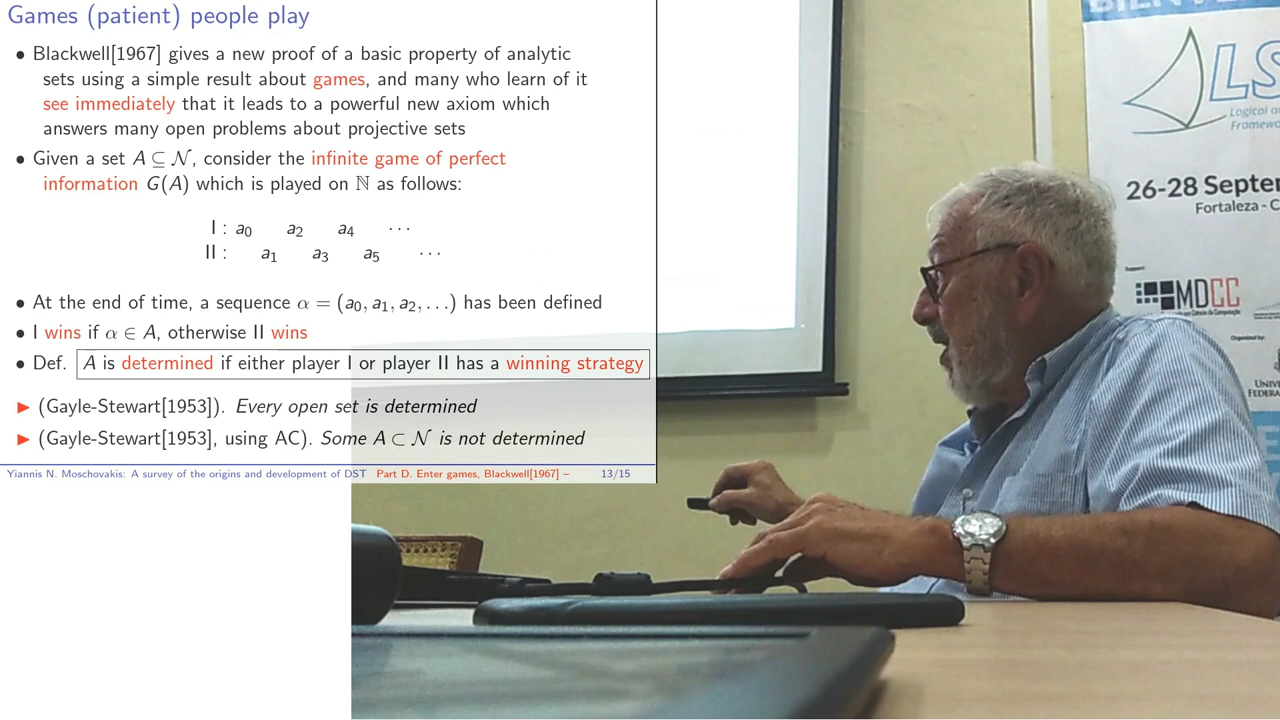 Games (patient) people play
• Blackwell[1967] gives a new proof of a basic property of analytic
sets using a simple result about games, and many who learn of it
see immediately that it leads to a powerful new axiom which
answers many open problems about projective sets
• Given a set A ⊆ 𝒩, consider the infinite game of perfect
information G(A) which is played on ℕ as follows:
I : a₀ a₂ a₄ ···
II : a₁ a₃ a₅ ···
• At the end of time, a sequence α = (a₀, a₁, a₂, . . .) has been defined
• I wins if α ∈ A, otherwise II wins
• Def. A is determined if either player I or player II has a winning strategy
▶ (Gayle-Stewart[1953]). Every open set is determined
▶ (Gayle-Stewart[1953], using AC). Some A ⊂ 𝒩 is not determined
Yiannis N. Moschovakis: A survey of the origins and development of DST Part D. Enter games, Blackwell[1967] – 13/15
LS
Logical a
Framewo
26-28 Septe
Fortaleza - C
Support:
MDCC
Organized by:
UNIV
FEDERA